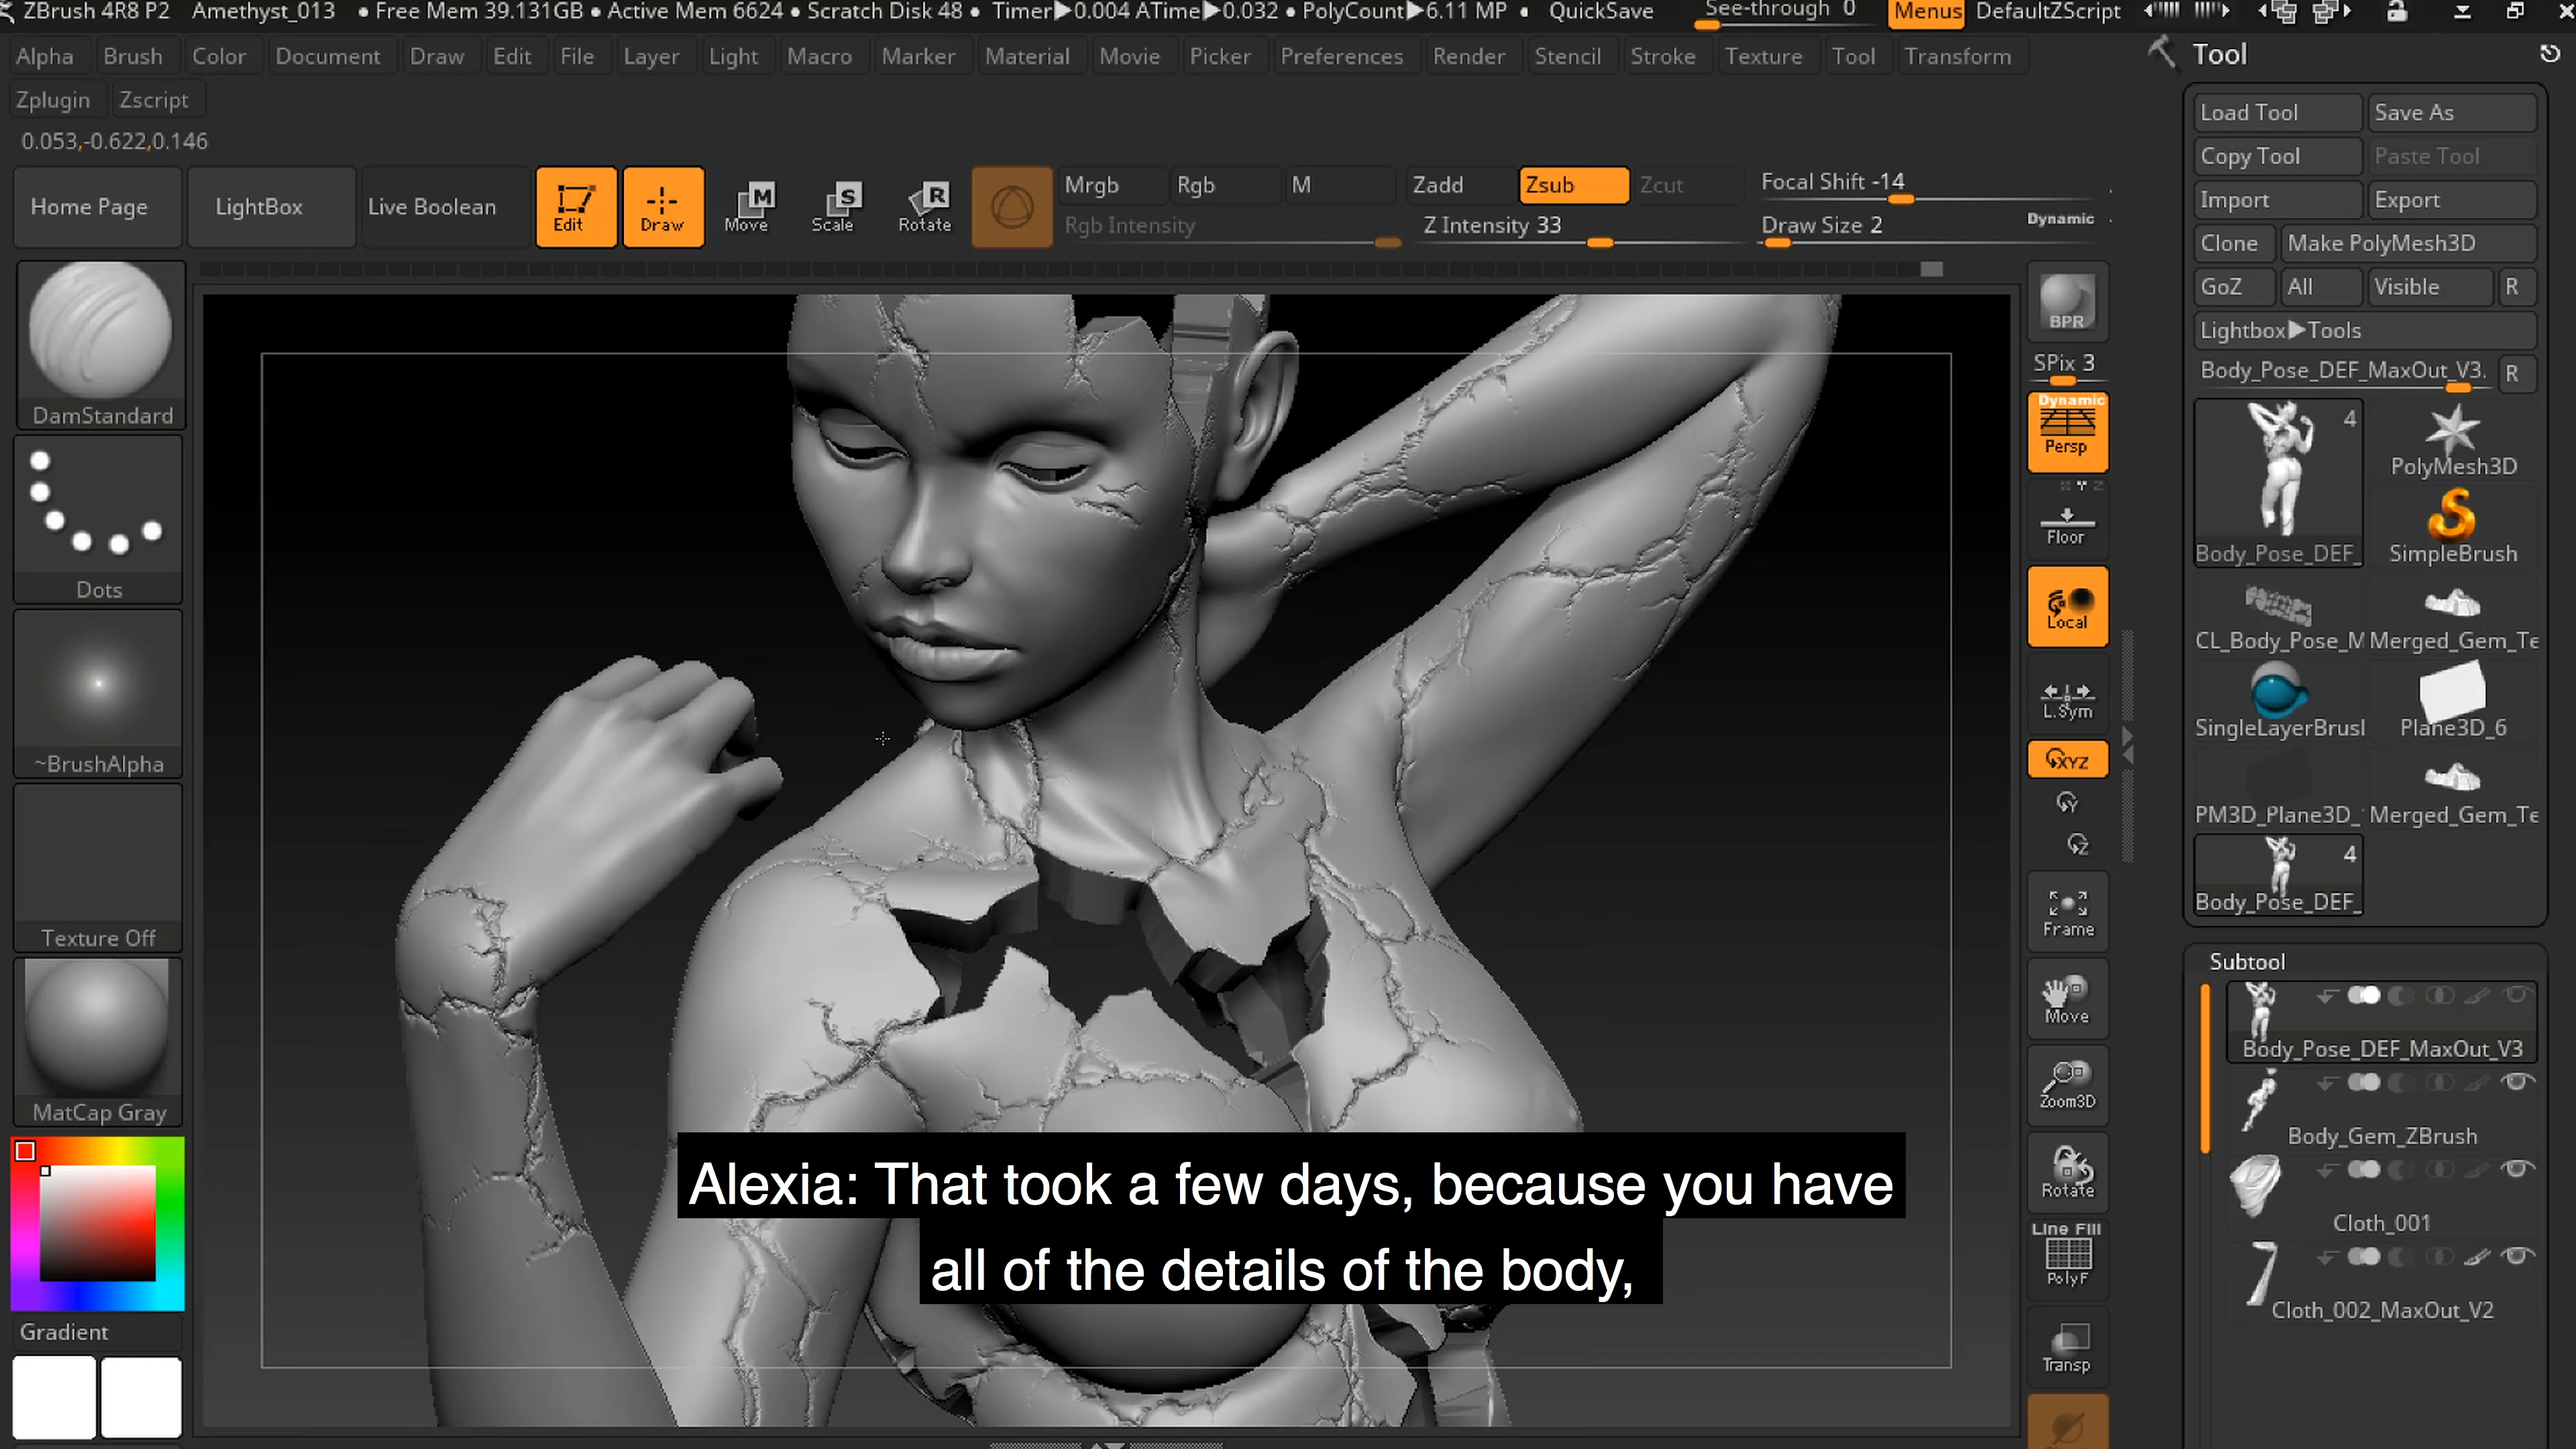 ZBrush 4R8 P2 Amethyst_013 • Free Mem 39.131GB • Active Mem 6624 • Scratch Disk 48 • Timer▶0.004 ATime▶0.032 • PolyCount▶6.11 MP • QuickSave See-through 0 Menus DefaultZScript
Alpha Brush Color Document Draw Edit File Layer Light Macro Marker Material Movie Picker Preferences Render Stencil Stroke Texture Tool Transform
Zplugin Zscript
0.053,-0.622,0.146
Home Page LightBox Live Boolean Edit Draw Move Scale Rotate
M S R
Mrgb Rgb M Zadd Zsub Zcut Focal Shift -14
Rgb Intensity Z Intensity 33 Draw Size 2 Dynamic
DamStandard
Dots
~BrushAlpha
Texture Off
MatCap Gray
Gradient
BPR
SPix 3
Dynamic
Persp
Floor
Local
L.Sym
XYZ
Y
Z
Frame
Move
Zoom3D
Rotate
Line Fill
PolyF
Transp
Tool
Load Tool Save As
Copy Tool Paste Tool
Import Export
Clone Make PolyMesh3D
GoZ All Visible R
Lightbox▶Tools
Body_Pose_DEF_MaxOut_V3. R
4
PolyMesh3D
Body_Pose_DEF_ SimpleBrush
CL_Body_Pose_M Merged_Gem_Te
SingleLayerBrusl Plane3D_6
PM3D_Plane3D_ Merged_Gem_Te
4
Body_Pose_DEF_
Subtool
Body_Pose_DEF_MaxOut_V3
Body_Gem_ZBrush
Cloth_001
Cloth_002_MaxOut_V2
Alexia: That took a few days, because you have
all of the details of the body,